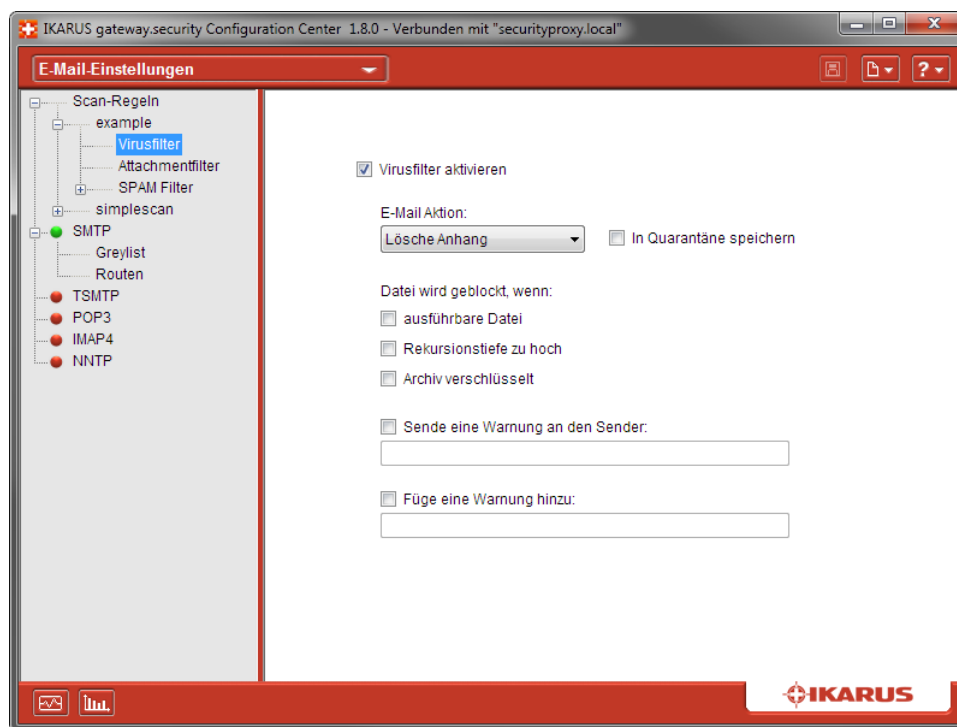 IKARUS gateway.security Configuration Center 1.8.0 - Verbunden mit "securityproxy.local"
E-Mail-Einstellungen
?
Scan-Regeln
example
Virusfilter
Attachmentfilter
SPAM Filter
simplescan
SMTP
Greylist
Routen
TSMTP
POP3
IMAP4
NNTP
Virusfilter aktivieren
E-Mail Aktion:
Lösche Anhang
In Quarantäne speichern
Datei wird geblockt, wenn:
ausführbare Datei
Rekursionstiefe zu hoch
Archiv verschlüsselt
Sende eine Warnung an den Sender:
Füge eine Warnung hinzu:
IKARUS